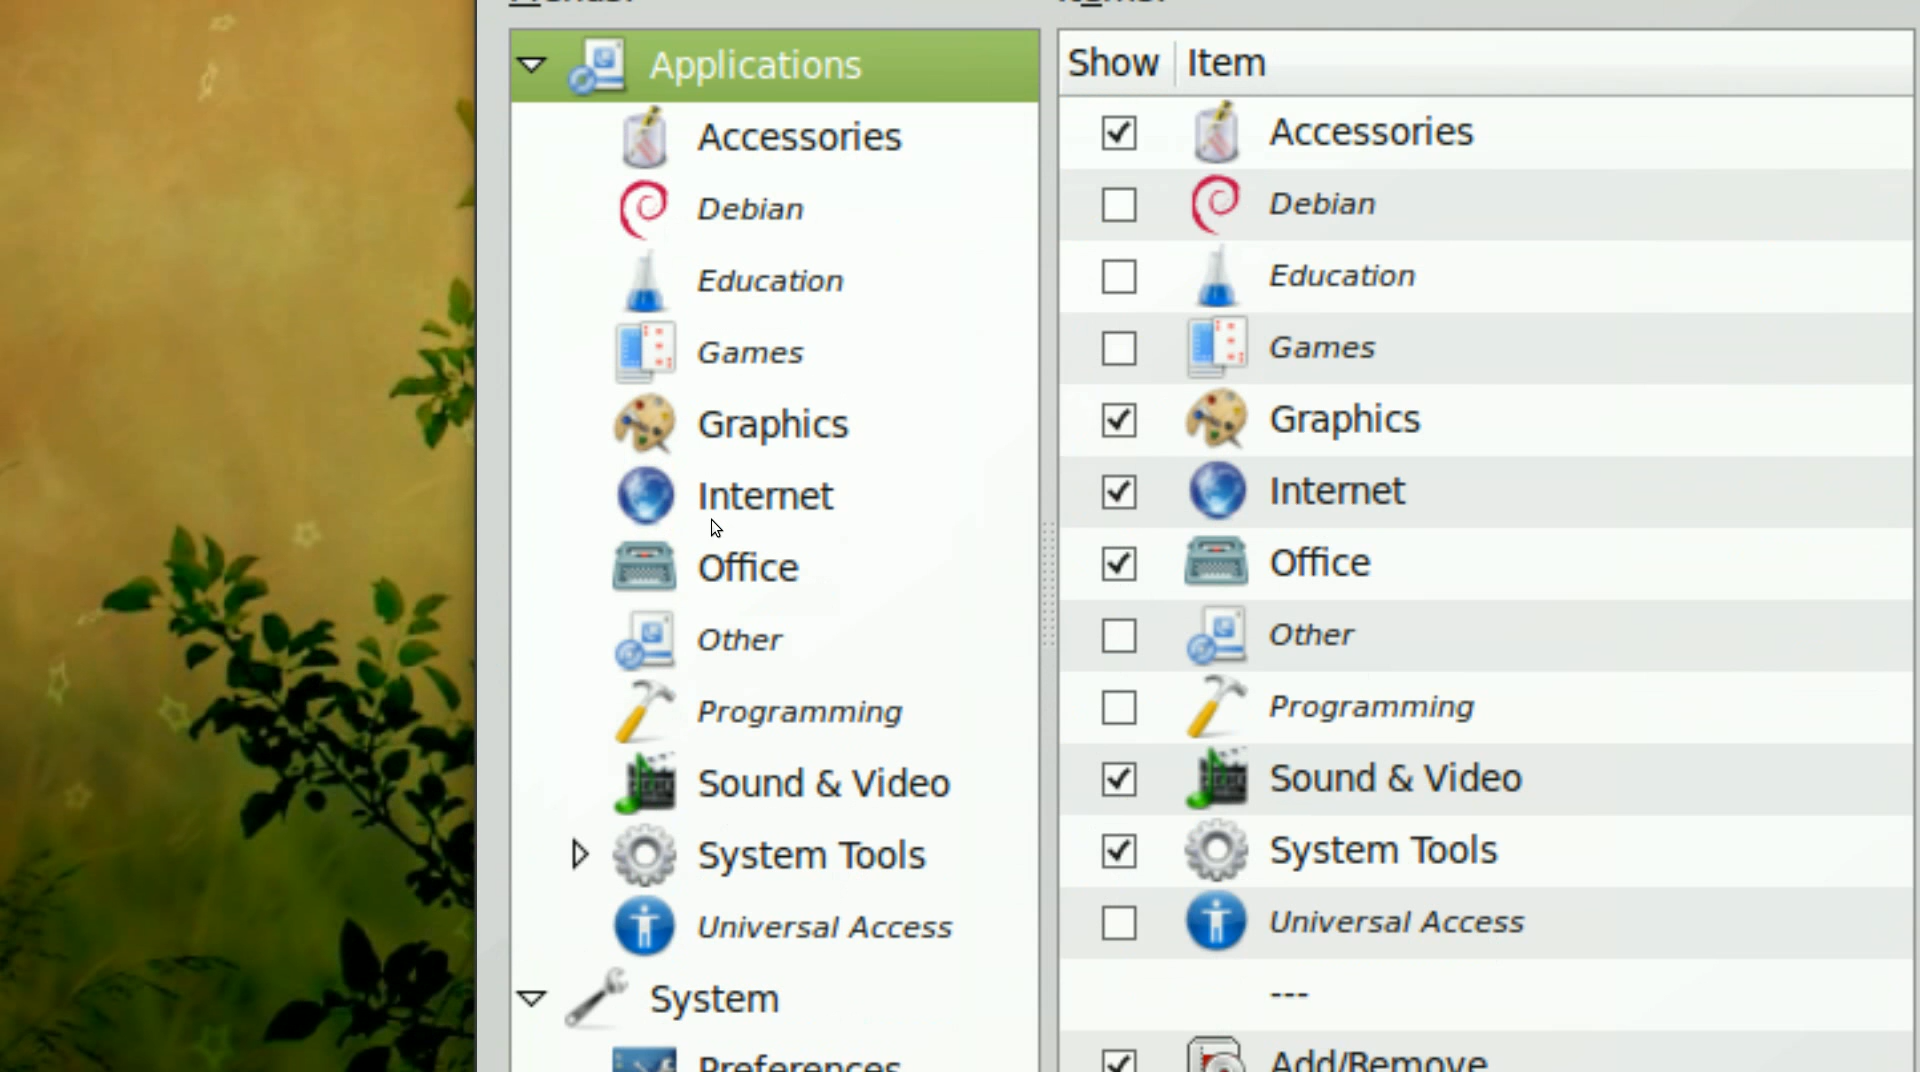 Applications
Accessories
Debian
Education
Games
Graphics
Internet
Office
Other
Programming
Sound & Video
System Tools
Universal Access
System
Preferences
Show Item
Accessories
Debian
Education
Games
Graphics
Internet
Office
Other
Programming
Sound & Video
System Tools
Universal Access
---
Add/Remove